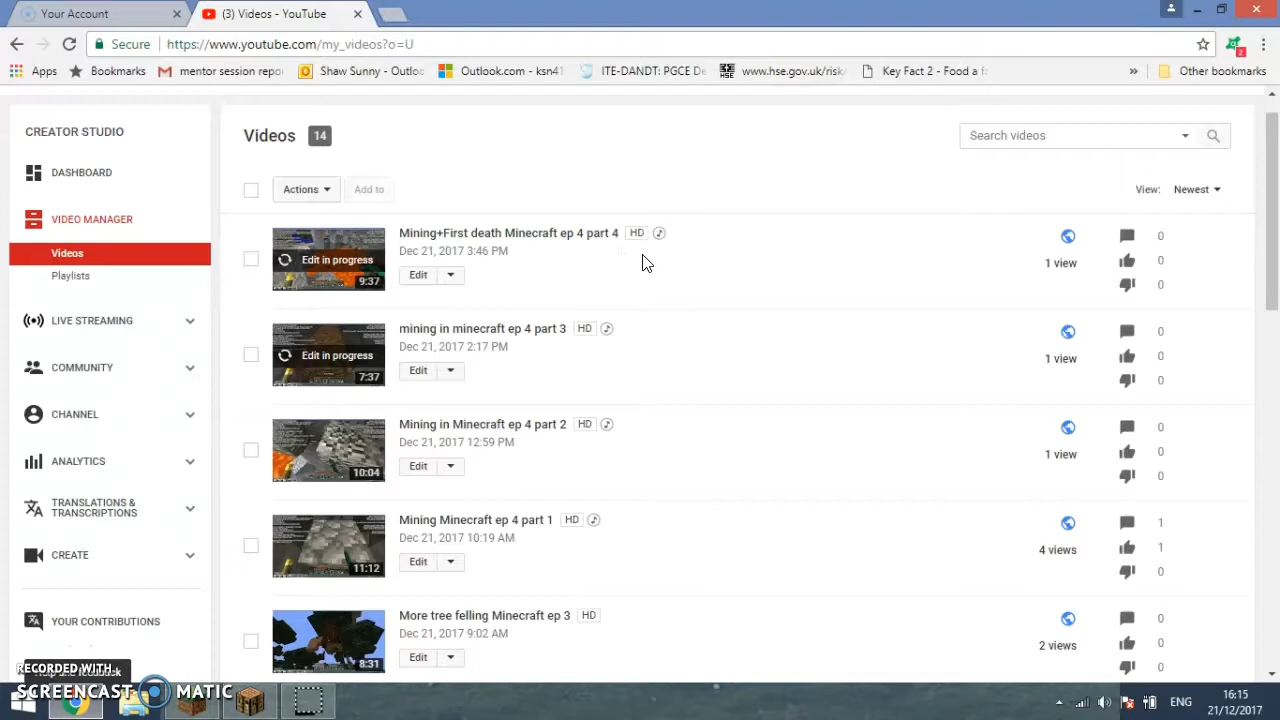 Your Account
(3) Videos - YouTube
Secure
https://www.youtube.com/my_videos?o=U
2
Apps
Bookmarks
mentor session repo
Shaw Sunny - Outloo
Outlook.com - ksn41
ITE-DANDT: PGCE De
www.hse.gov.uk/risk/
Key Fact 2 - Food a f
»
Other bookmarks
CREATOR STUDIO
DASHBOARD
VIDEO MANAGER
Videos
Playlists
LIVE STREAMING
COMMUNITY
CHANNEL
ANALYTICS
TRANSLATIONS &
TRANSCRIPTIONS
CREATE
YOUR CONTRIBUTIONS
Videos 14
Search videos
Actions
Add to
View: Newest
Mining+First death Minecraft ep 4 part 4 HD
Dec 21, 2017 3:46 PM
Edit
Edit in progress
9:37
1 view
0
0
0
mining in minecraft ep 4 part 3 HD
Dec 21, 2017 2:17 PM
Edit
Edit in progress
7:37
1 view
0
0
0
Mining in Minecraft ep 4 part 2 HD
Dec 21, 2017 12:59 PM
Edit
10:04
1 view
0
0
0
Mining Minecraft ep 4 part 1 HD
Dec 21, 2017 10:19 AM
Edit
11:12
4 views
0
1
0
More tree felling Minecraft ep 3 HD
Dec 21, 2017 9:02 AM
Edit
8:31
2 views
0
0
0
RECORDED WITH
SCREENCAST MATIC
ENG
16:15
21/12/2017